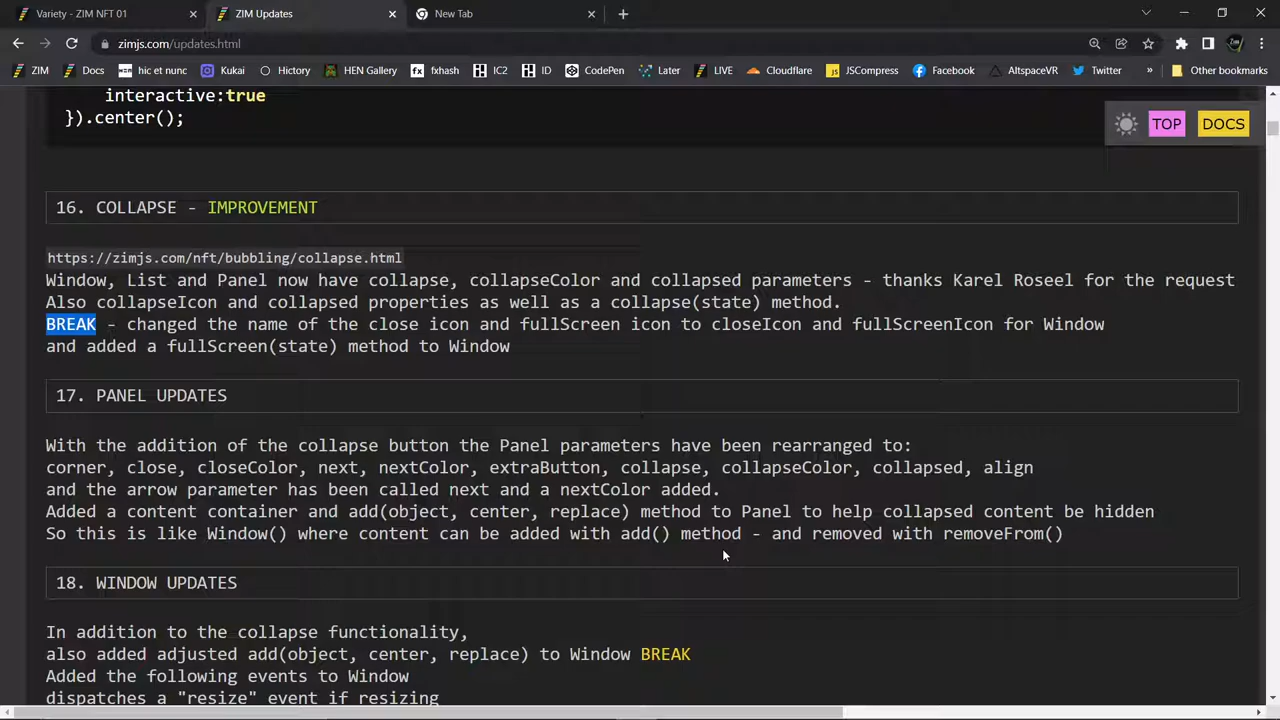 Variety - ZIM NFT 01
ZIM Updates
New Tab
zimjs.com/updates.html
ZIM
Docs
hic et nunc
Kukai
Hictory
HEN Gallery
fxhash
IC2
ID
CodePen
Later
LIVE
Cloudflare
JSCompress
Facebook
AltspaceVR
Twitter
»
Other bookmarks
interactive:true
}).center();
TOP
DOCS
16. COLLAPSE - IMPROVEMENT
https://zimjs.com/nft/bubbling/collapse.html
Window, List and Panel now have collapse, collapseColor and collapsed parameters - thanks Karel Roseel for the request
Also collapseIcon and collapsed properties as well as a collapse(state) method.
BREAK - changed the name of the close icon and fullScreen icon to closeIcon and fullScreenIcon for Window
and added a fullScreen(state) method to Window
17. PANEL UPDATES
With the addition of the collapse button the Panel parameters have been rearranged to:
corner, close, closeColor, next, nextColor, extraButton, collapse, collapseColor, collapsed, align
and the arrow parameter has been called next and a nextColor added.
Added a content container and add(object, center, replace) method to Panel to help collapsed content be hidden
So this is like Window() where content can be added with add() method - and removed with removeFrom()
18. WINDOW UPDATES
In addition to the collapse functionality,
also added adjusted add(object, center, replace) to Window BREAK
Added the following events to Window
dispatches a "resize" event if resizing